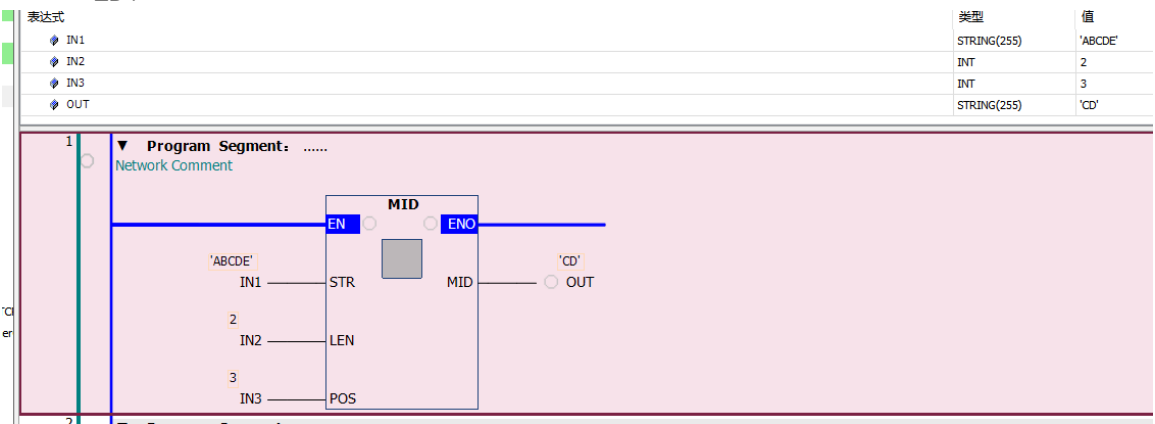 表达式 类型 值
IN1 STRING(255) 'ABCDE'
IN2 INT 2
IN3 INT 3
OUT STRING(255) 'CD'
1 ▼ Program Segment： ......
Network Comment
MID
EN ENO
'ABCDE' 'CD'
IN1 STR MID OUT
2
IN2 LEN
3
IN3 POS
2